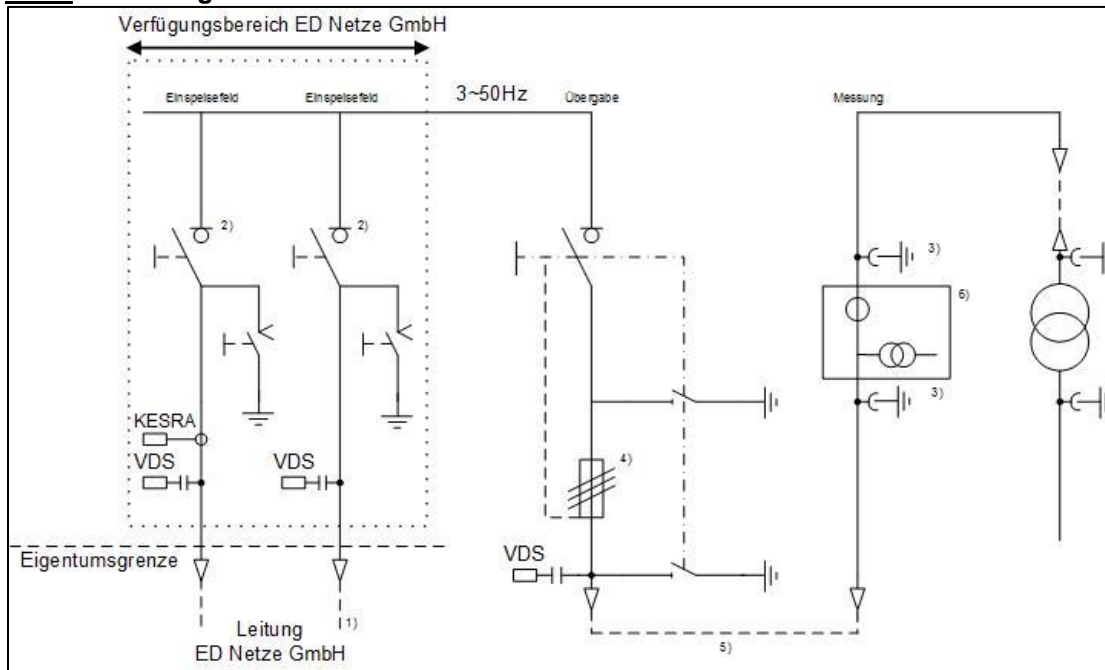 Verfügungsbereich ED Netze GmbH
Einspeisefeld
Einspeisefeld
3~50Hz
Übergabe
Messung
2)
2)
3)
6)
3)
KESRA
VDS
VDS
4)
VDS
Eigentumsgrenze
1)
Leitung
ED Netze GmbH
5)